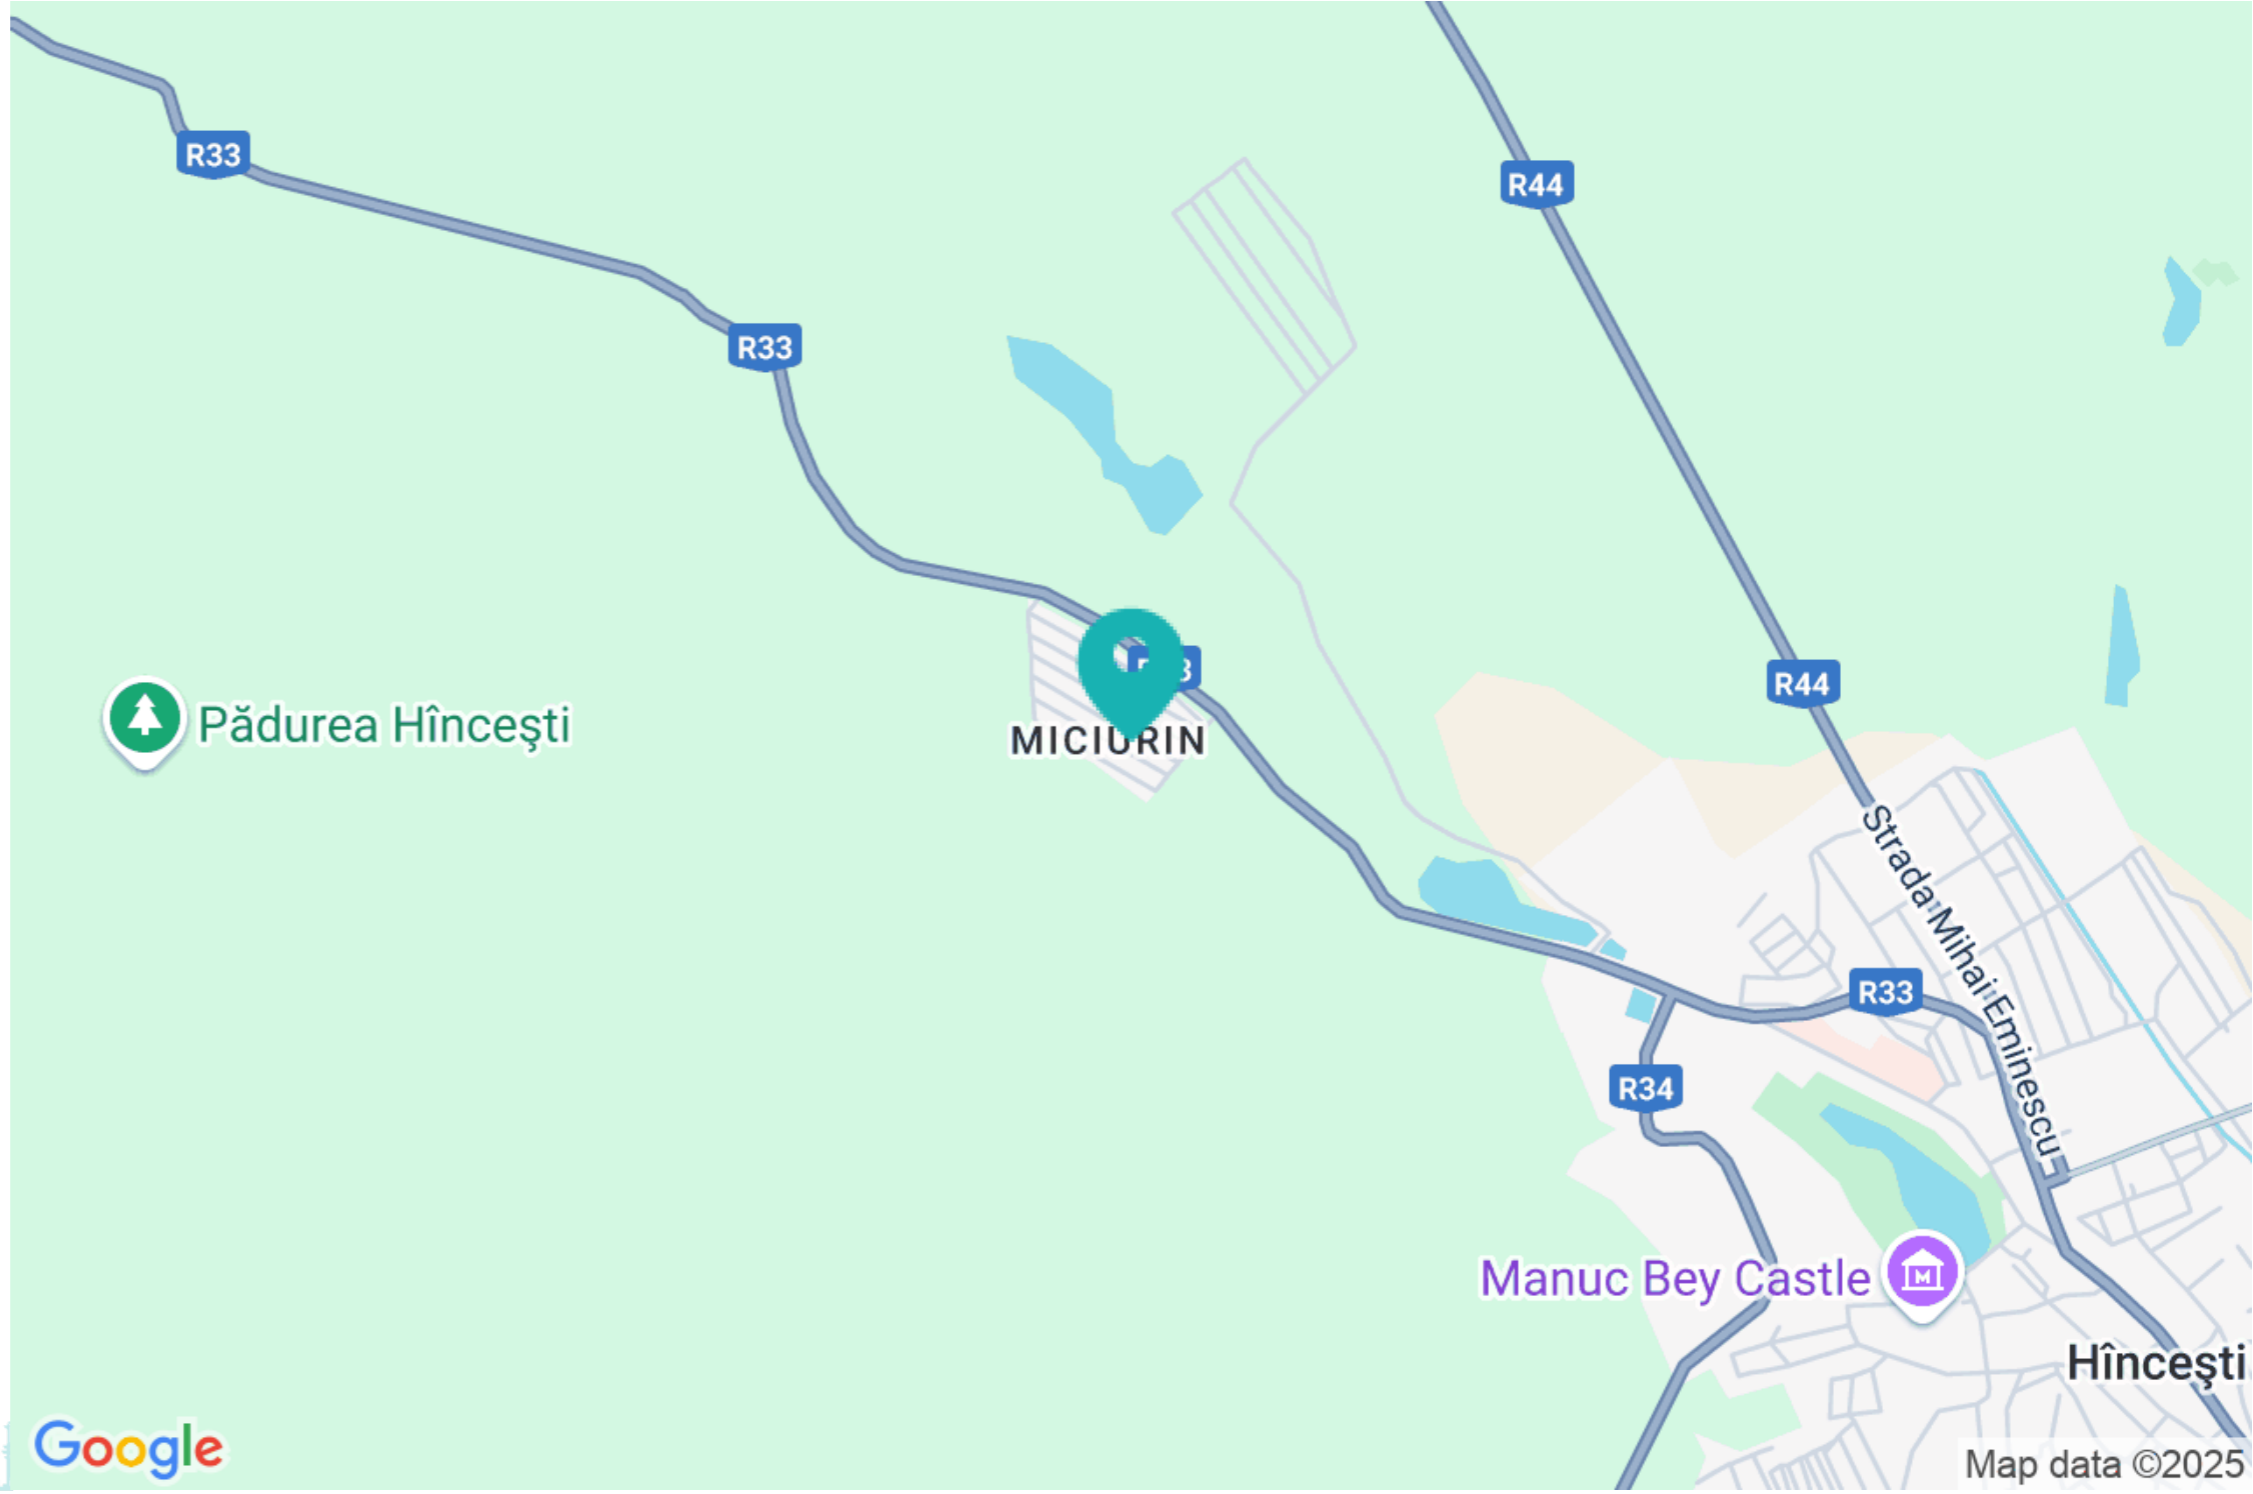 R33
R44
R33
R44
Pădurea Hînceşti
MICIURIN
Strada Mihai Eminescu
R33
R34
Manuc Bey Castle
Hînceşti
Google
Map data ©2025